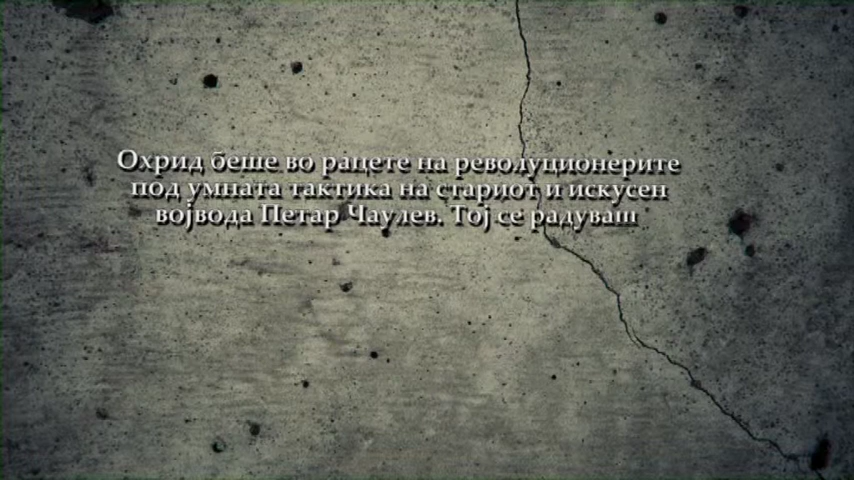 Охрид беше во рацете на револуционерите
под умната тактика на стариот и искусен
војвода Петар Чаулев. Тој се радуваш